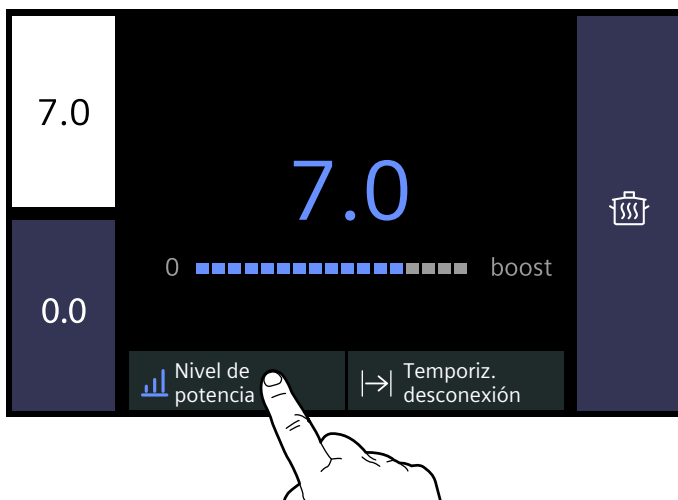 7.0
7.0
0 boost
0.0
Nivel de
potencia
Temporiz.
desconexión